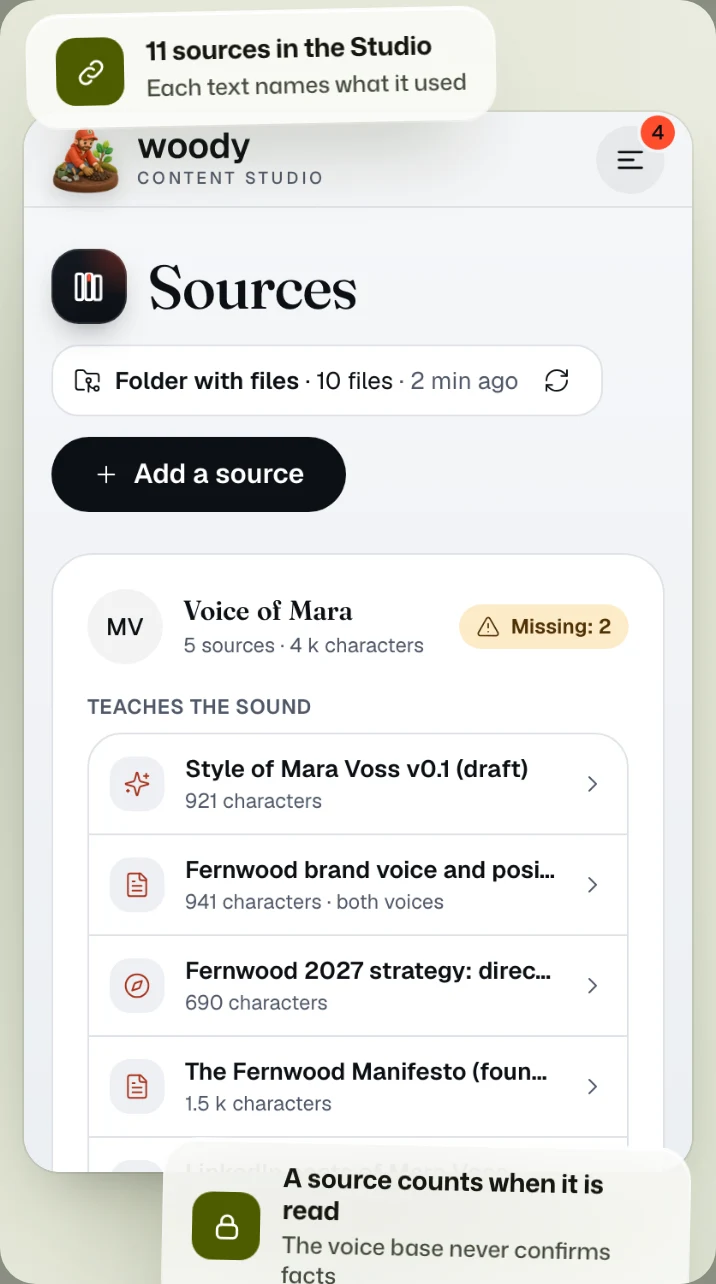 11 sources in the Studio
Each text names what it used
woody
CONTENT STUDIO
4
Sources
Folder with files · 10 files · 2 min ago
+ Add a source
MV
Voice of Mara
5 sources · 4 k characters
Missing: 2
TEACHES THE SOUND
Style of Mara Voss v0.1 (draft)
921 characters
Fernwood brand voice and posi...
941 characters · both voices
Fernwood 2027 strategy: direc...
690 characters
The Fernwood Manifesto (foun...
1.5 k characters
A source counts when it is
read
The voice base never confirms
facts